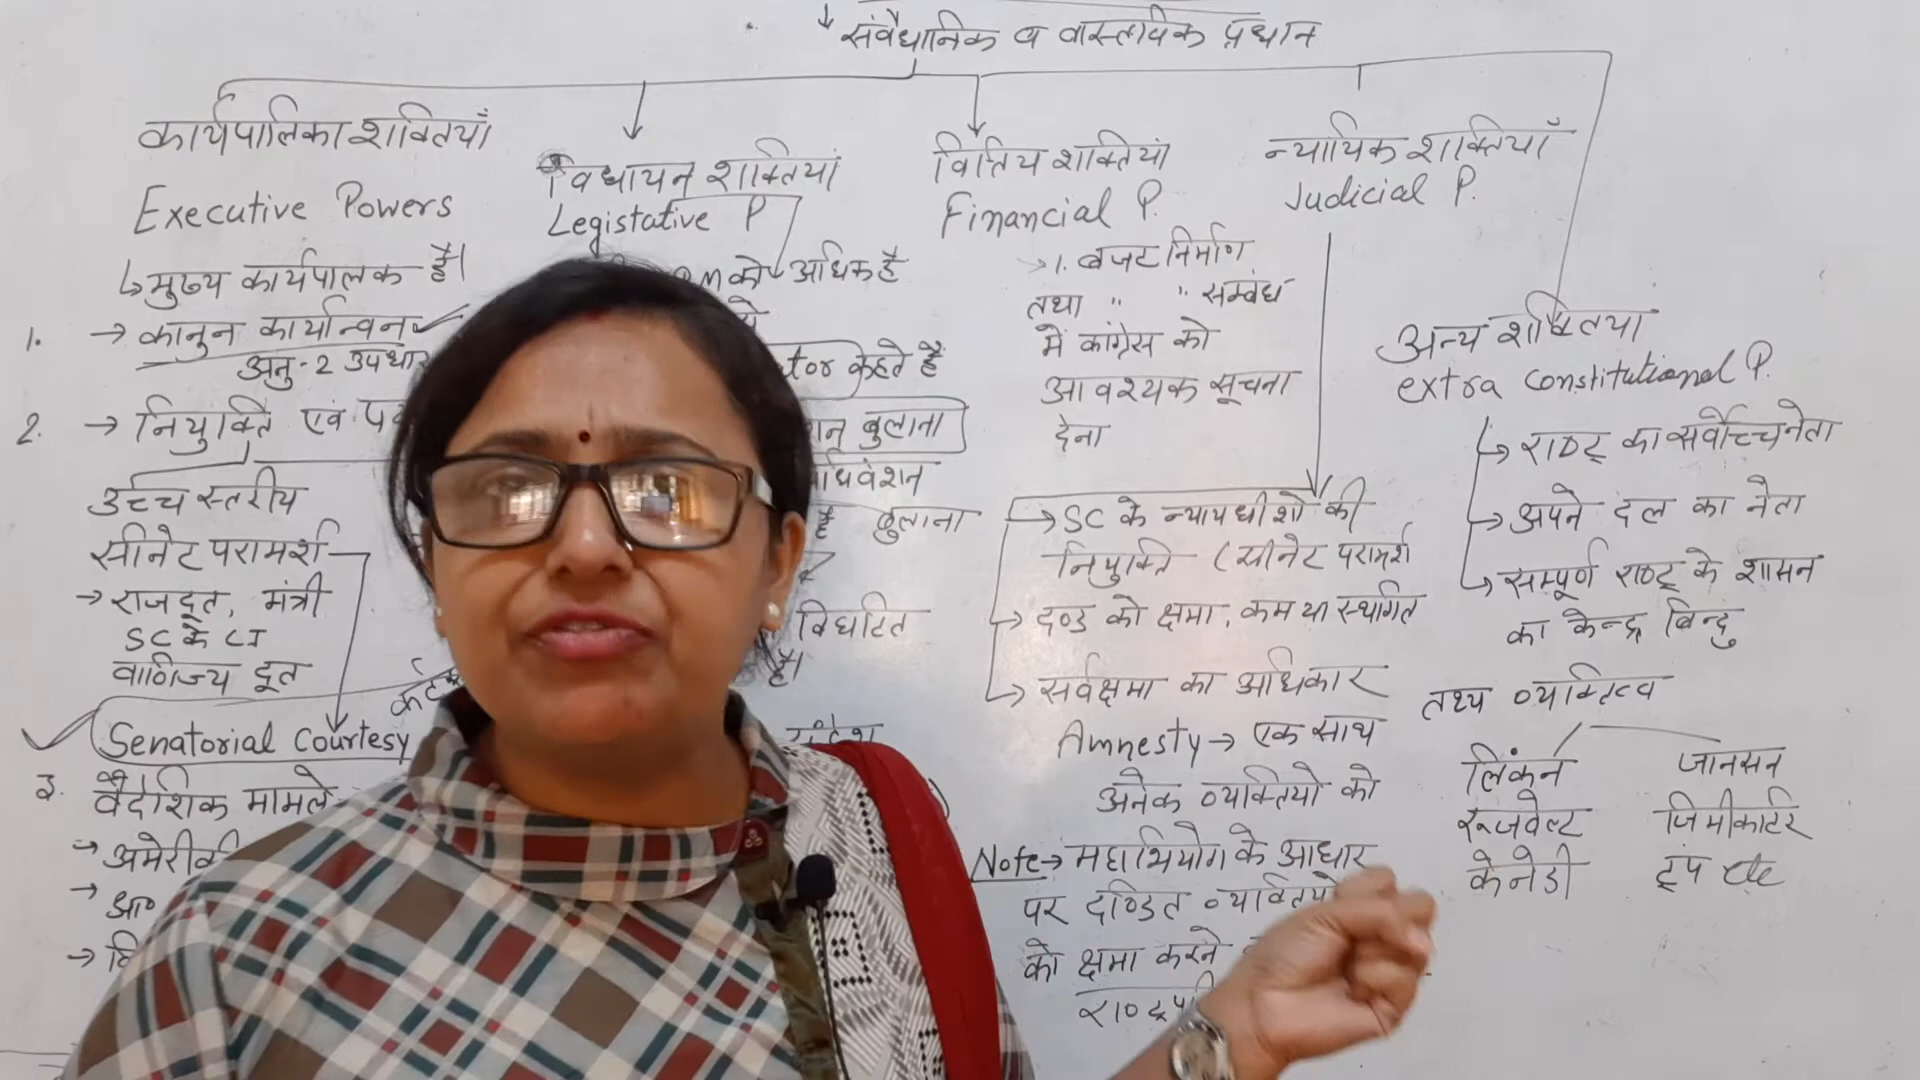 संवैधानिक व वास्तविक प्रधान
कार्यपालिका शक्तियाँ
Executive Powers
↳ मुख्य कार्यपालक है।
1. → कानुन कार्यान्वन ✓
अनु-2 उपधारा
2. → नियुक्ति एवं
उच्च स्तरीय
सीनेट परामर्श
→ राजदूत, मंत्री
SC के CJ
वाणिज्य दूत
Senatorial Courtesy
3. वैदेशिक मामले
→ अमेरीकी
विधायन शक्तियां
Legistative P
को अधिक है
tor कहते है
बुलाना
अधिवेशन
है बुलाना
विघटित
है।
संदेश
वित्तिय शक्तियां
Financial P.
→ 1. बजट निर्माण
तथा " " सम्बंध
में कांग्रेस को
आवश्यक सूचना
देना
न्यायिक शक्तियाँ
Judicial P.
→ SC के न्यायधीशो की
नियुक्ति (सीनेट परामर्श
→ दण्ड को क्षमा, कम या स्थगित
→ सर्वक्षमा का अधिकार
Amnesty → एक साथ
अनेक व्यक्तियो को
Note → महाभियोग के आधार
पर दण्डित व्यक्तियो
को क्षमा करने
अन्य शक्तिया
extra constitutional P.
↳ राष्ट्र का सर्वोच्च नेता
→ अपने दल का नेता
↳ सम्पूर्ण राष्ट्र के शासन
का केन्द्र बिन्दु
तथ्य व्यक्तित्व
लिंकन जानसन
रूजवेल्ट जिमीकार्टर
केनेडी ट्रंप etc